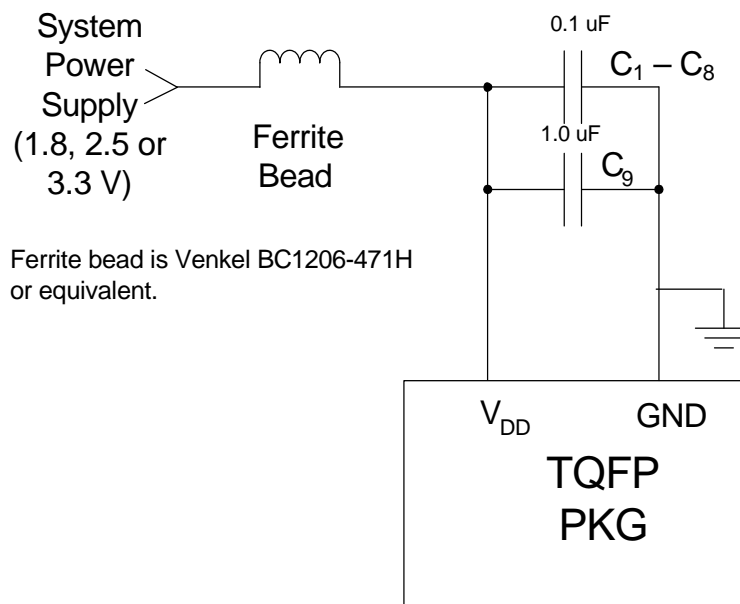 System
Power
Supply
(1.8, 2.5 or
3.3 V)
Ferrite
Bead
0.1 uF
C1 – C8
1.0 uF
C9
Ferrite bead is Venkel BC1206-471H
or equivalent.
VDD
GND
TQFP
PKG